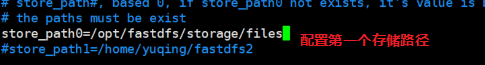 # store_path#, based 0, if store_path0 not exists, it's value is b
# the paths must be exist
store_path0=/opt/fastdfs/storage/files 配置第一个存储路径
#store_path1=/home/yuqing/fastdfs2